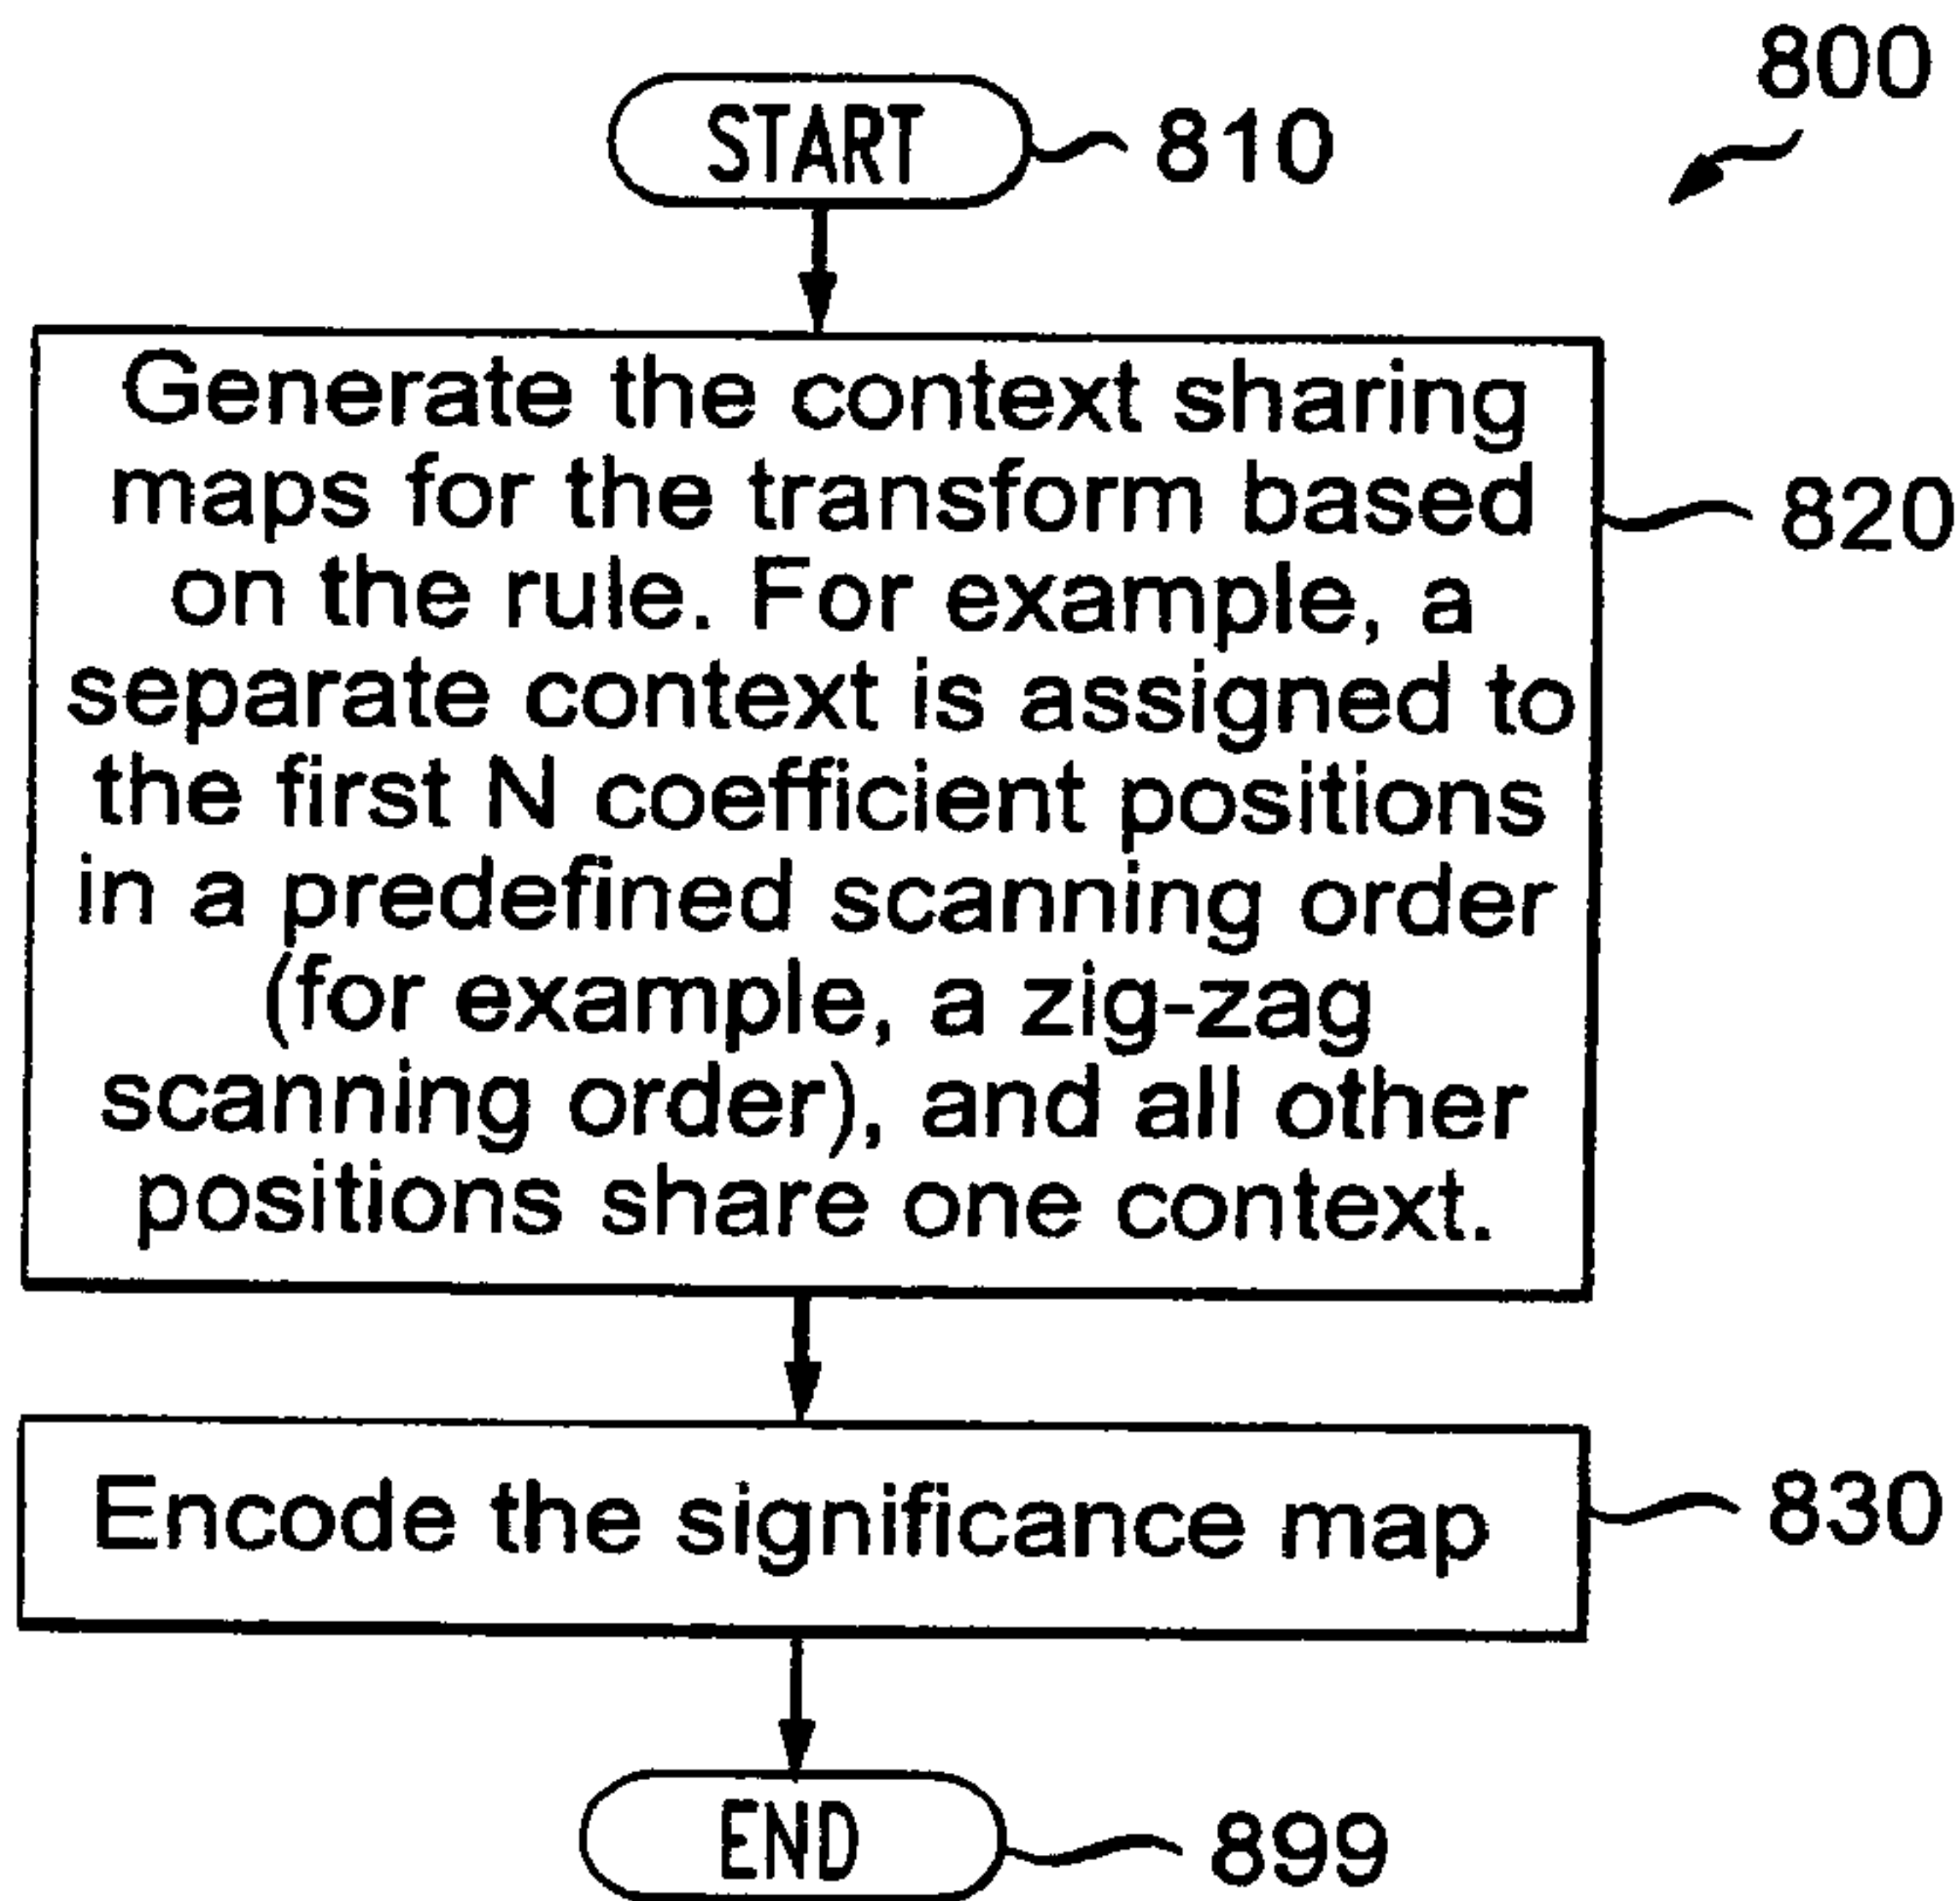 800
START
810
Generate the context sharing
maps for the transform based
on the rule. For example, a
separate context is assigned to
the first N coefficient positions
in a predefined scanning order
(for example, a zig-zag
scanning order), and all other
positions share one context.
820
Encode the significance map
830
END
899